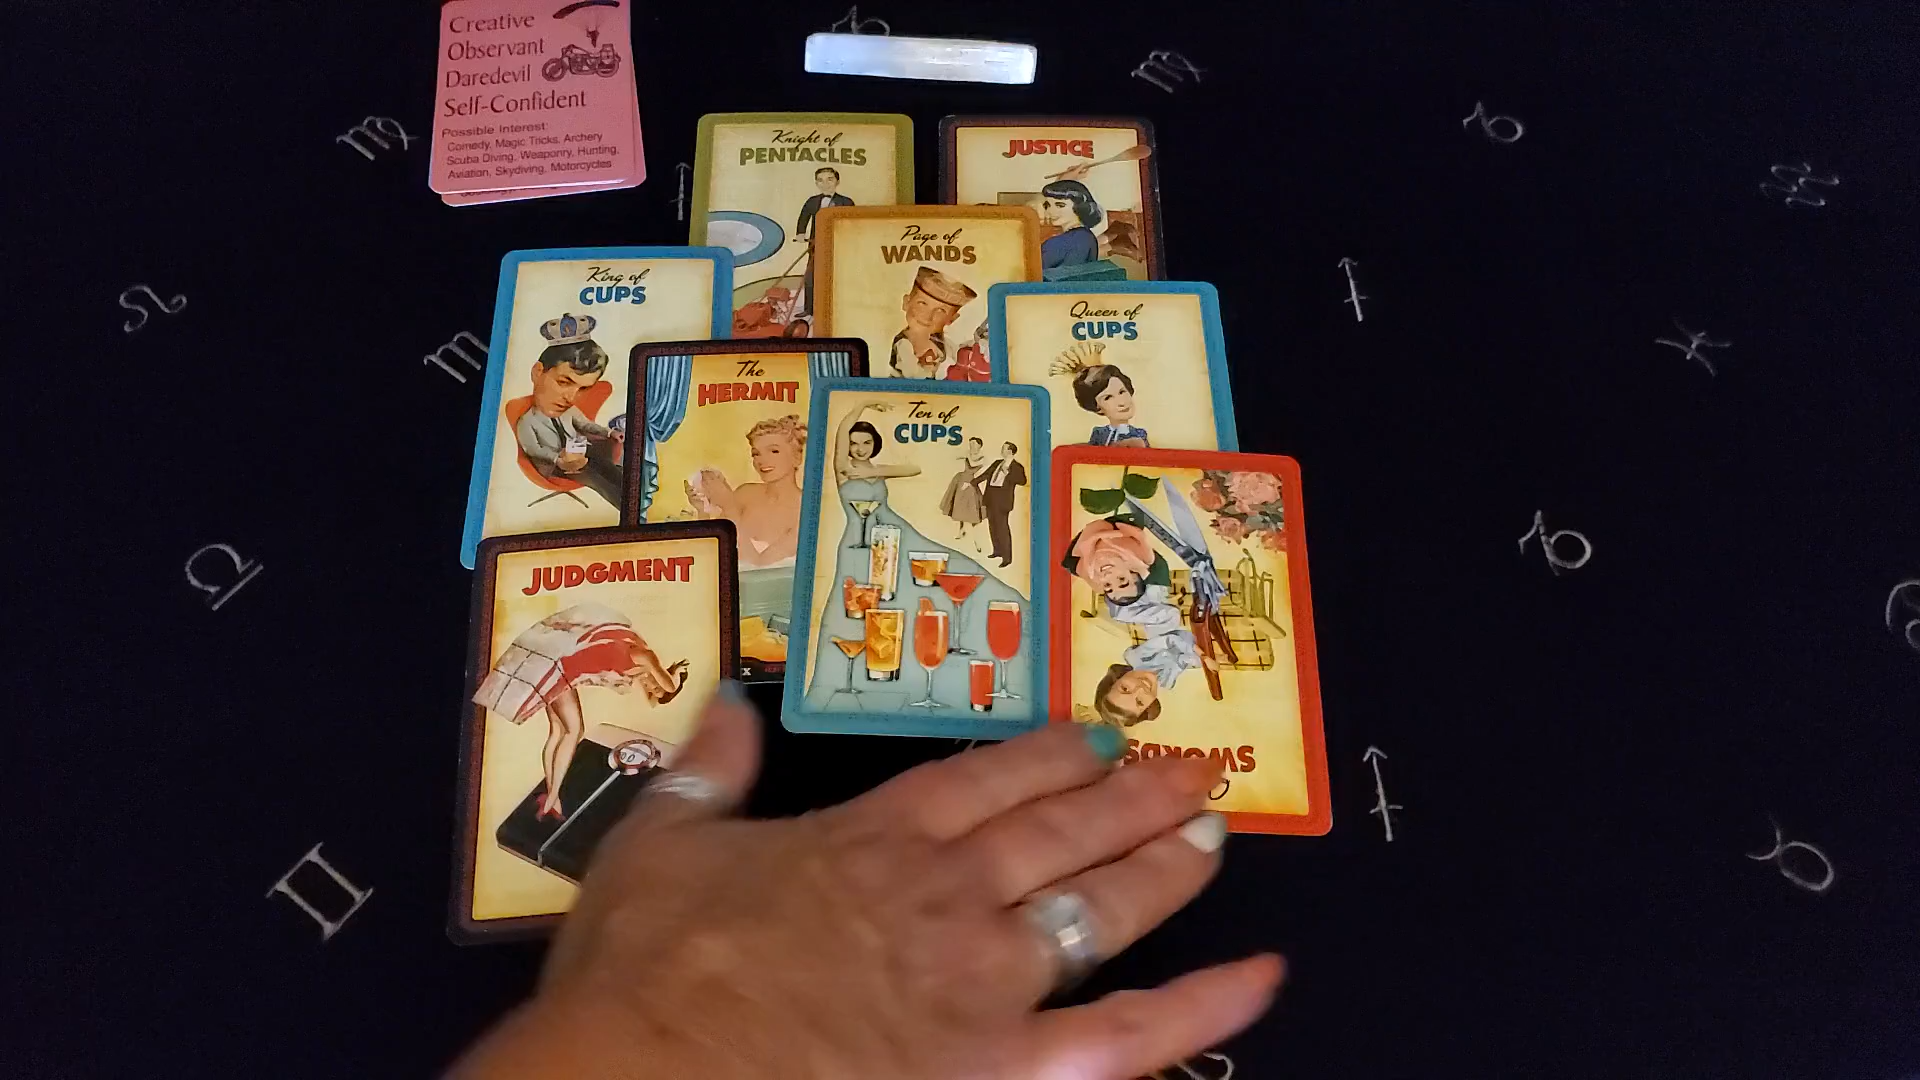 Creative
Observant
Daredevil
Self-Confident
Possible Interest:
Comedy, Magic Tricks, Archery
Scuba Diving, Weaponry, Hunting,
Aviation, Skydiving, Motorcycles
Knight of
PENTACLES
JUSTICE
Page of
WANDS
King of
CUPS
Queen of
CUPS
The
HERMIT
Ten of
CUPS
JUDGMENT
X
SWORDS